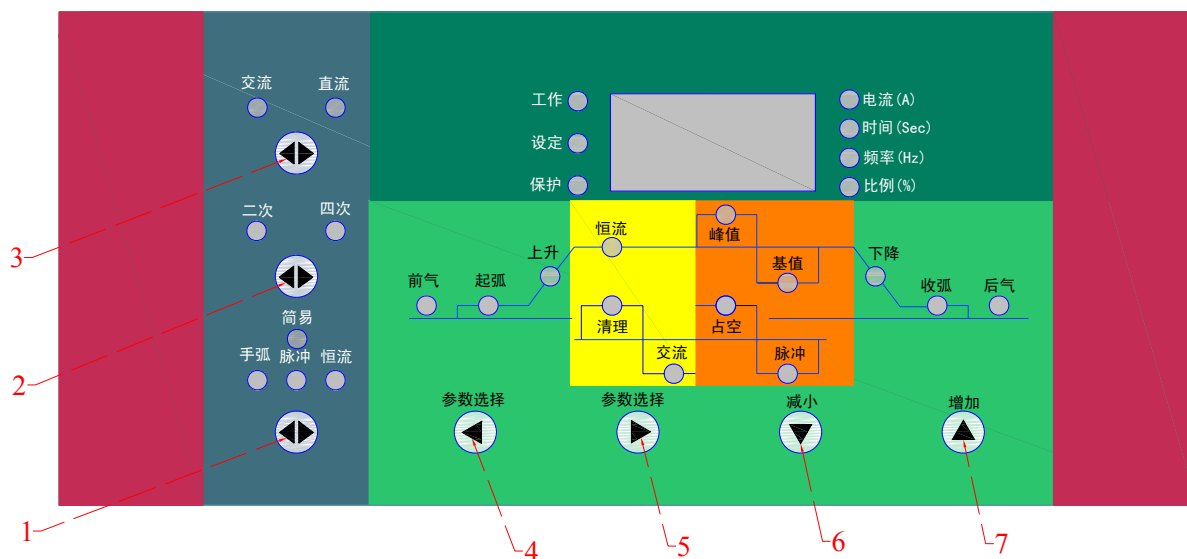 交流 直流
工作
设定
保护
电流(A)
时间(Sec)
频率(Hz)
比例(%)
二次 四次
3
简易
手弧 脉冲 恒流
2
1
前气
起弧
上升
恒流
峰值
基值
下降
收弧
后气
清理
占空
交流
脉冲
参数选择
参数选择
减小
增加
4
5
6
7